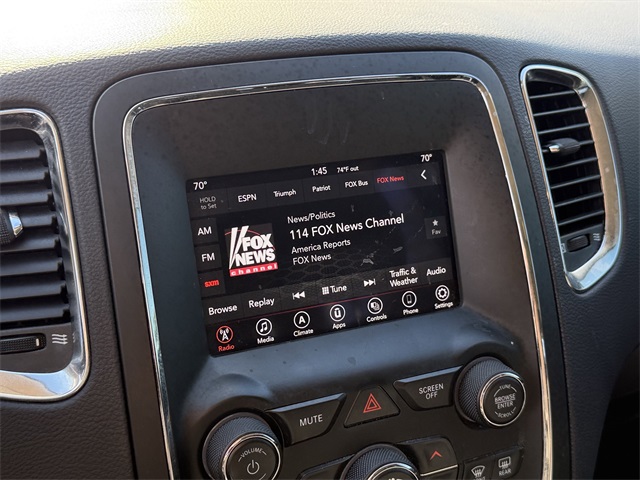 70° 1:45 74°F out 70°
HOLD to Set ESPN Triumph Patriot FOX Bus FOX News
AM
FM
sxm
FOX
NEWS
channel
News/Politics
114 FOX News Channel
America Reports
FOX News
Fav
Browse Replay Tune Traffic & Weather Audio
Radio Media Climate Apps Controls Phone Settings
MUTE
SCREEN OFF
VOLUME
TUNE
BROWSE
ENTER
REAR